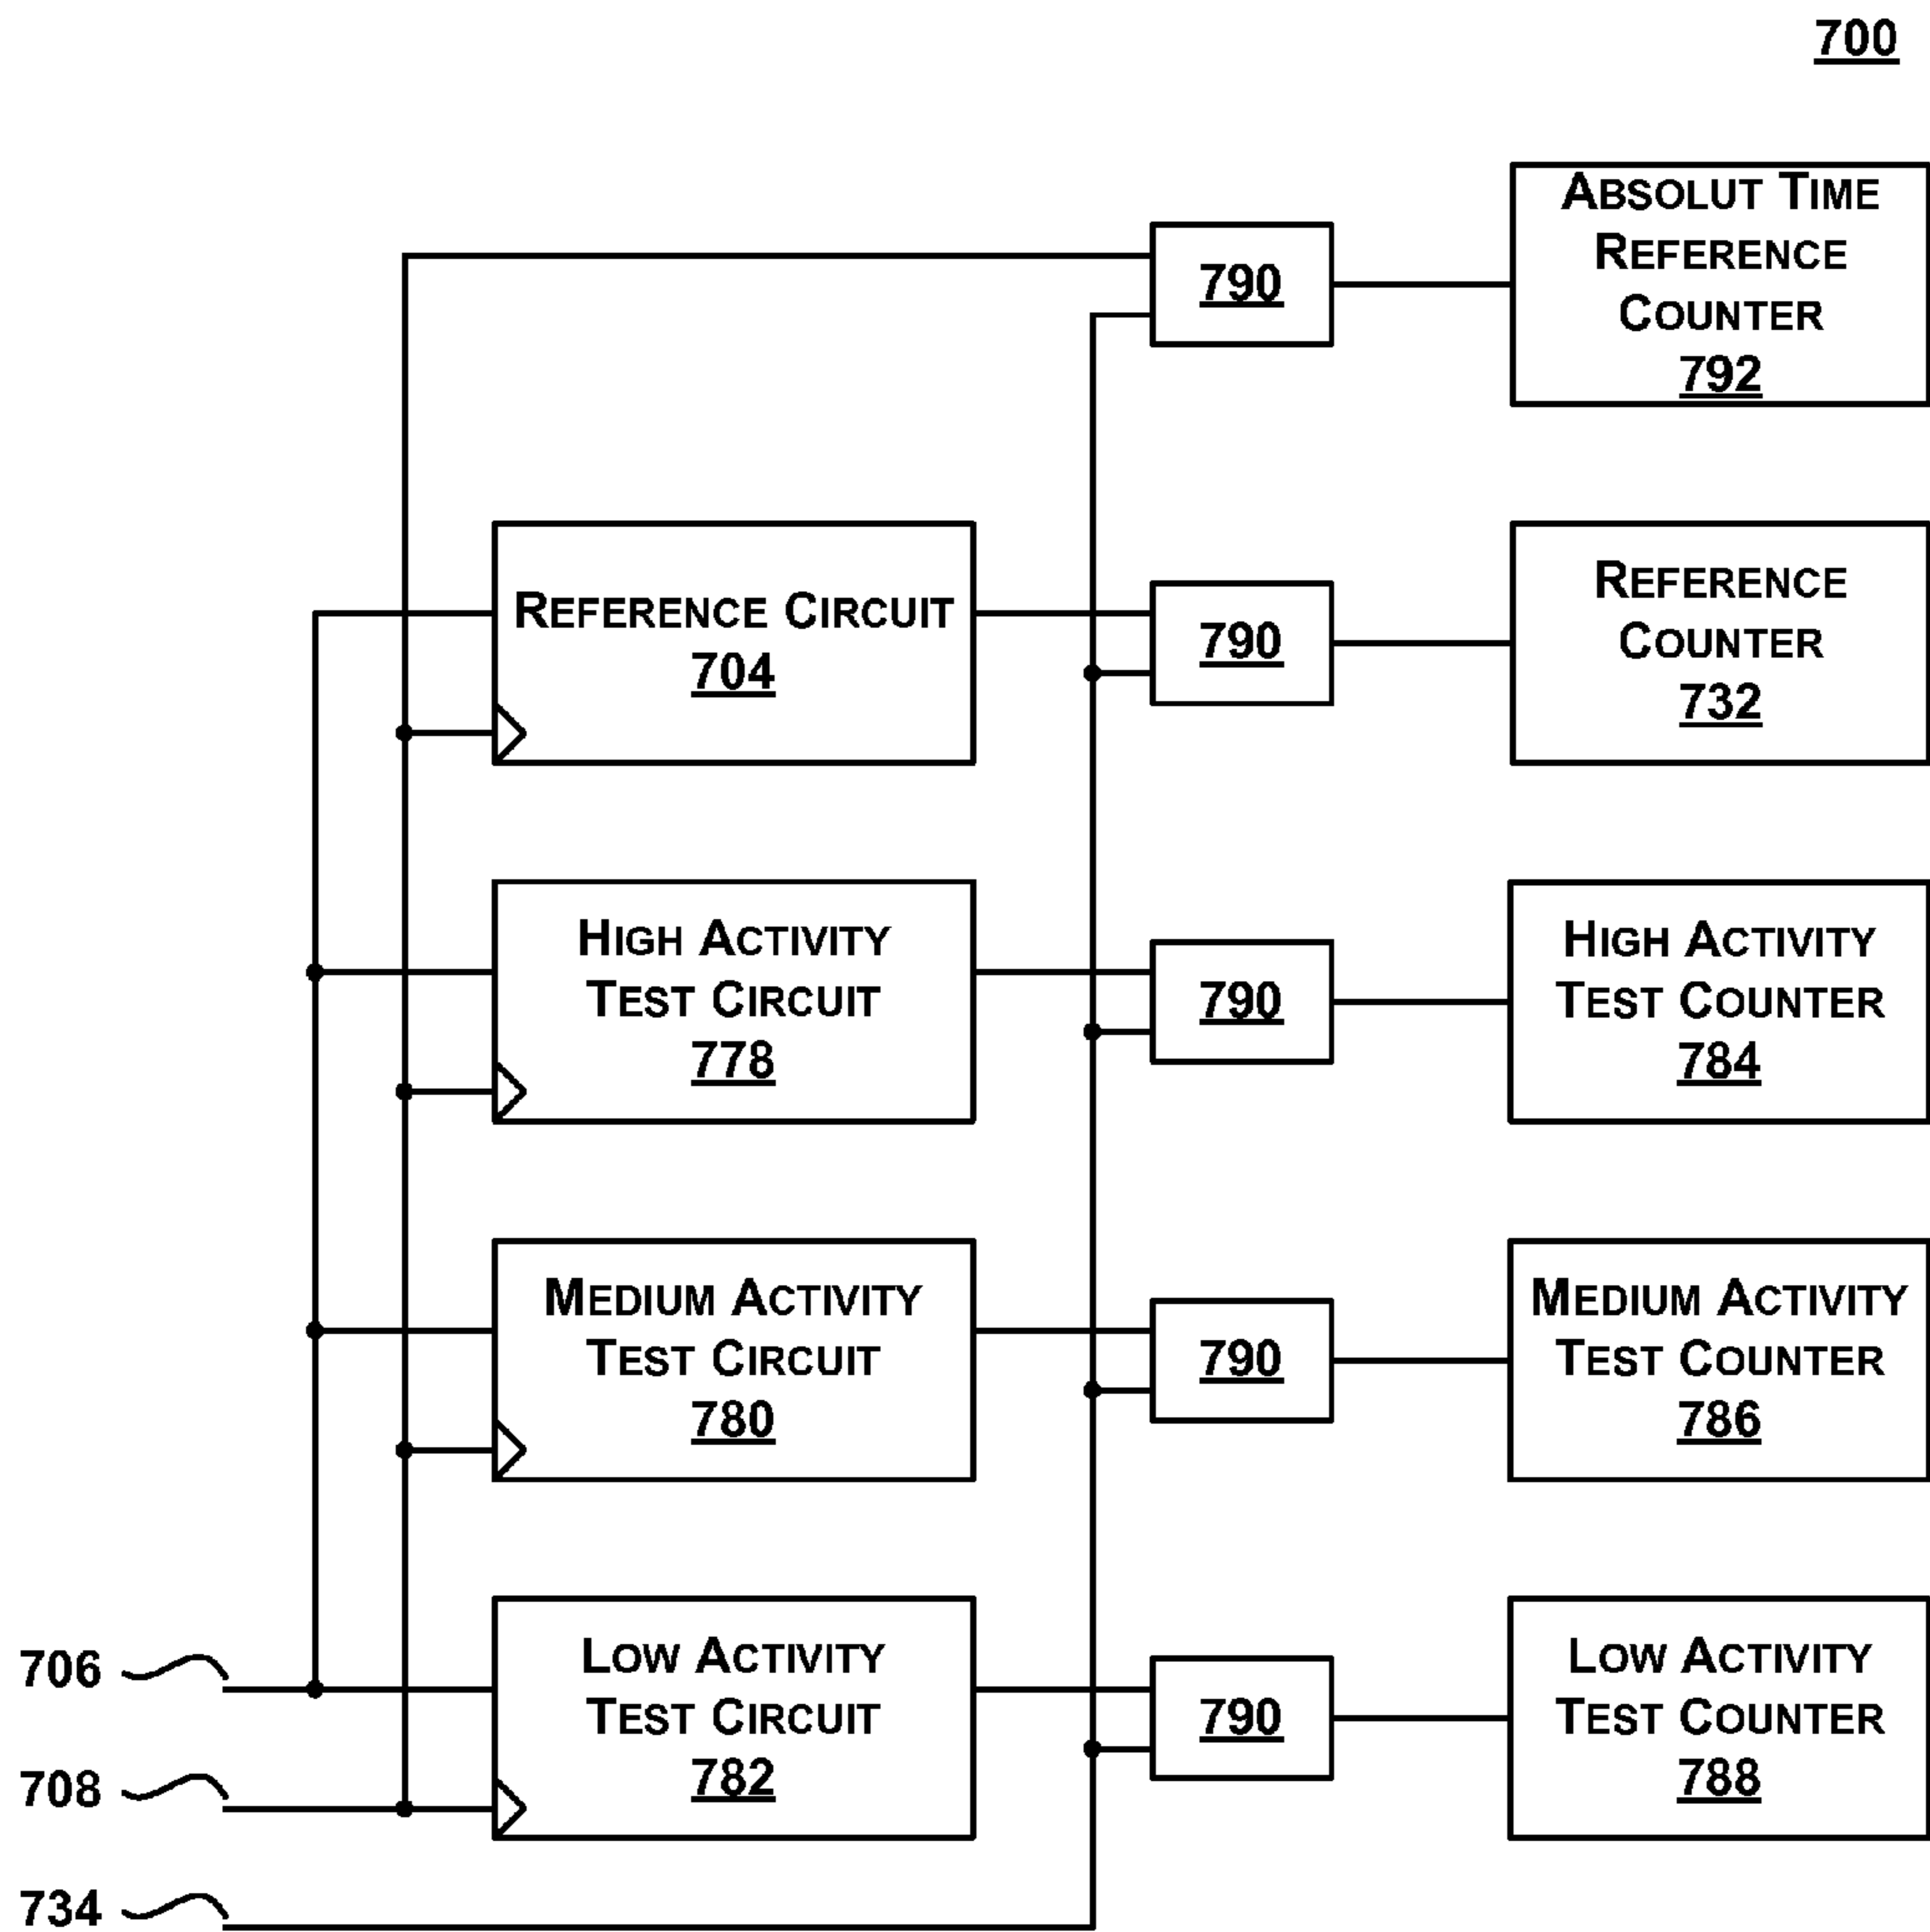 700
ABSOLUT TIME
REFERENCE
COUNTER
792
790
REFERENCE CIRCUIT
704
790
REFERENCE
COUNTER
732
HIGH ACTIVITY
TEST CIRCUIT
778
790
HIGH ACTIVITY
TEST COUNTER
784
MEDIUM ACTIVITY
TEST CIRCUIT
780
790
MEDIUM ACTIVITY
TEST COUNTER
786
LOW ACTIVITY
TEST CIRCUIT
782
790
LOW ACTIVITY
TEST COUNTER
788
706
708
734